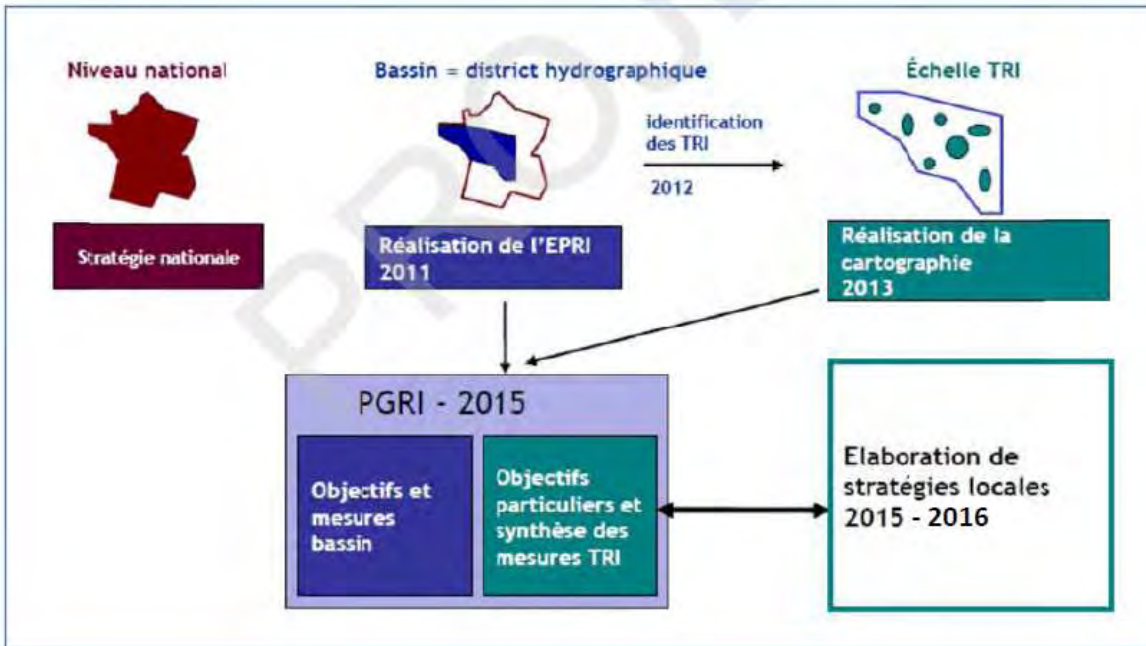 Niveau national
Bassin = district hydrographique
Échelle TRI
identification
des TRI
2012
Stratégie nationale
Réalisation de l'EPRI
2011
Réalisation de la
cartographie
2013
PGRI - 2015
Objectifs et
mesures
bassin
Objectifs
particuliers et
synthèse des
mesures TRI
Elaboration de
stratégies locales
2015 - 2016